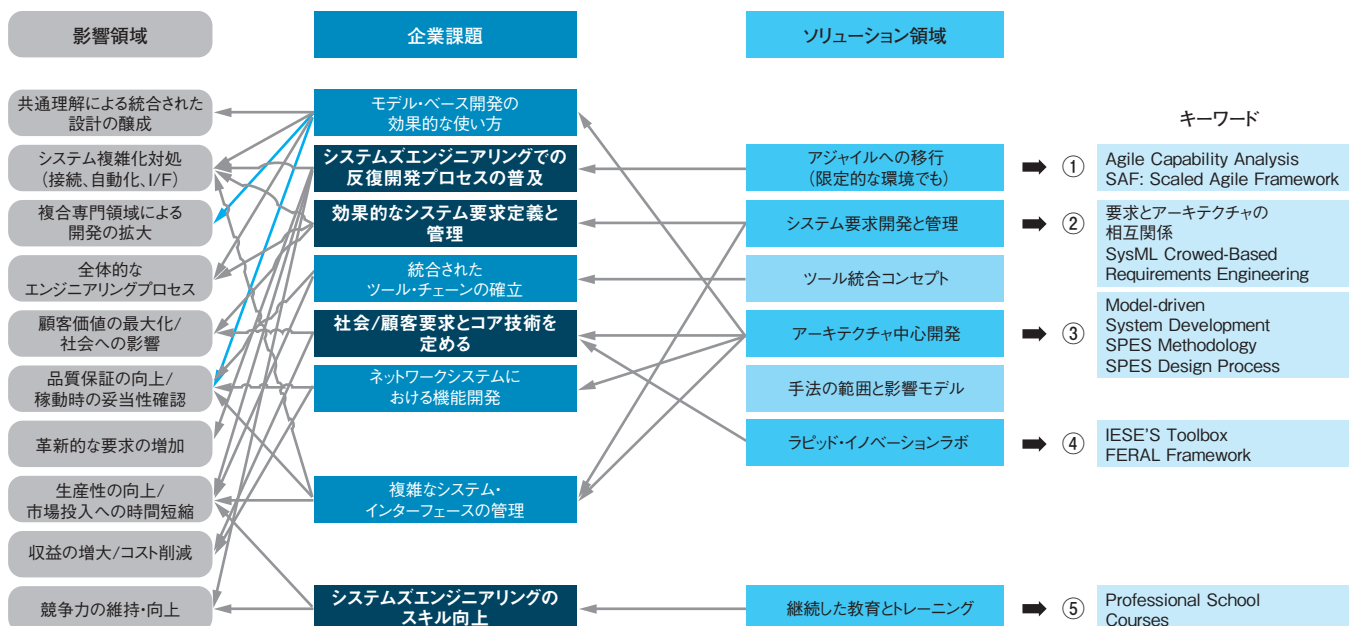 影響領域
企業課題
ソリューション領域
キーワード
共通理解による統合された
設計の醸成
システム複雑化対処
(接続、自動化、I/F)
複合専門領域による
開発の拡大
全体的な
エンジニアリングプロセス
顧客価値の最大化/
社会への影響
品質保証の向上/
稼動時の妥当性確認
革新的な要求の増加
生産性の向上/
市場投入への時間短縮
収益の増大/コスト削減
競争力の維持・向上
モデル・ベース開発の
効果的な使い方
システムズエンジニアリングでの
反復開発プロセスの普及
効果的なシステム要求定義と
管理
統合された
ツール・チェーンの確立
社会/顧客要求とコア技術を
定める
ネットワークシステムに
おける機能開発
複雑なシステム・
インターフェースの管理
システムズエンジニアリングの
スキル向上
アジャイルへの移行
(限定的な環境でも)
システム要求開発と管理
ツール統合コンセプト
アーキテクチャ中心開発
手法の範囲と影響モデル
ラピッド・イノベーションラボ
継続した教育とトレーニング
①
Agile Capability Analysis
SAF: Scaled Agile Framework
②
要求とアーキテクチャの
相互関係
SysML Crowed-Based
Requirements Engineering
③
Model-driven
System Development
SPES Methodology
SPES Design Process
④
IESE'S Toolbox
FERAL Framework
⑤
Professional School
Courses